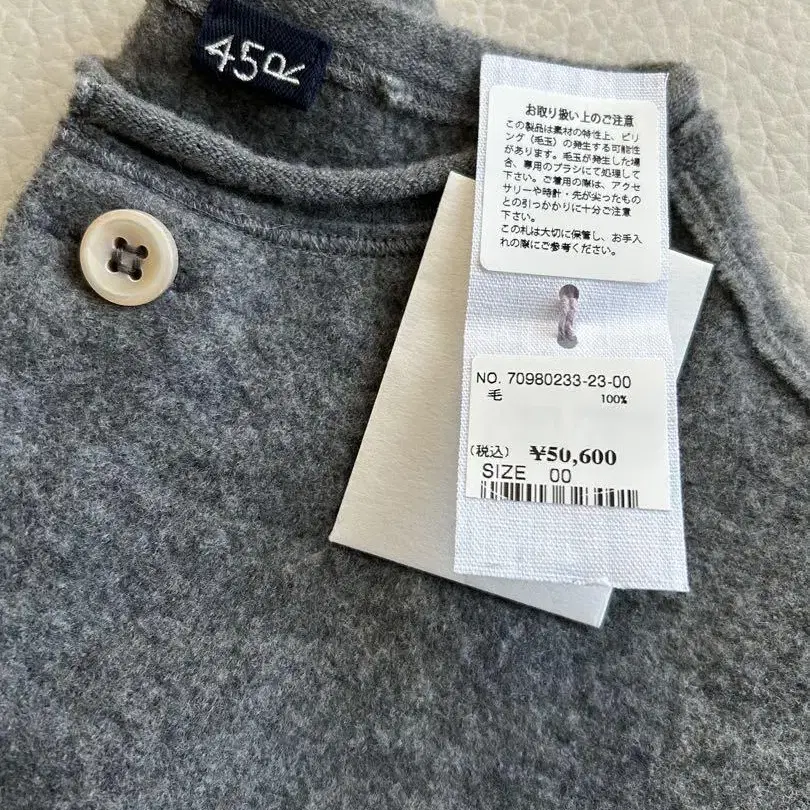 45R
お取り扱い上のご注意
この製品は素材の特性上、ピリ
ング（毛玉）の発生する可能性
があります。毛玉が発生した場
合、専用のブラシにて処理して
下さい。ご着用の際は、アクセ
サリーや時計・先が尖ったもの
との引っかかりに十分ご注意
下さい。
この札は大切に保管し、お手入
れの際にご参考ください。
NO. 70980233-23-00
毛 100%
(税込) ¥50,600
SIZE 00